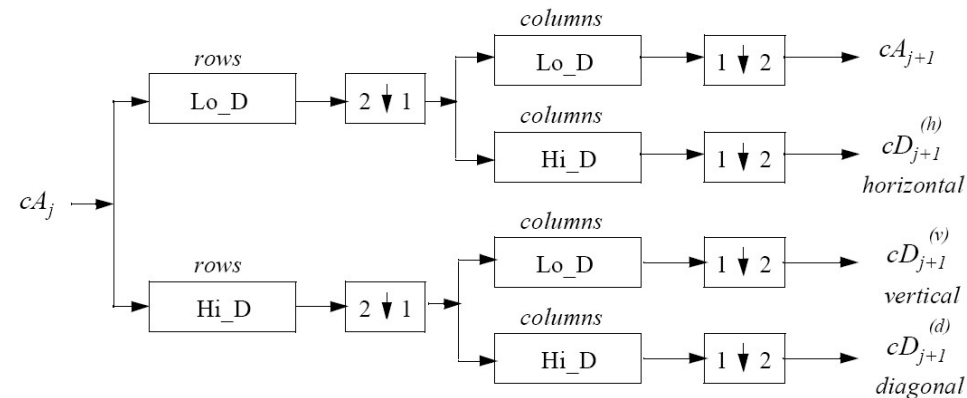 columns
rows
Lo_D
2 ↓ 1
Lo_D
1 ↓ 2
cA_{j+1}
columns
Hi_D
1 ↓ 2
cD_{j+1}^{(h)}
horizontal
cA_j
columns
rows
Hi_D
2 ↓ 1
Lo_D
1 ↓ 2
cD_{j+1}^{(v)}
vertical
columns
Hi_D
1 ↓ 2
cD_{j+1}^{(d)}
diagonal